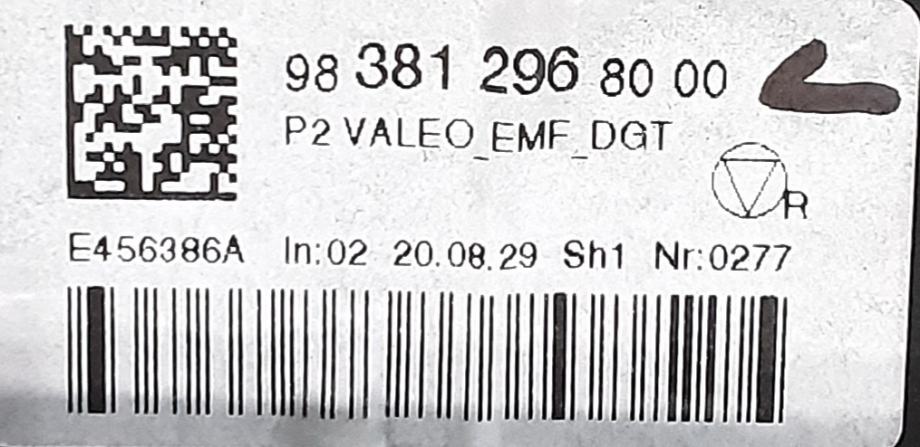 98 381 296 80 00
P2 VALEO_EMF_DGT
R
E456386A In:02 20.08.29 Sh1 Nr:0277